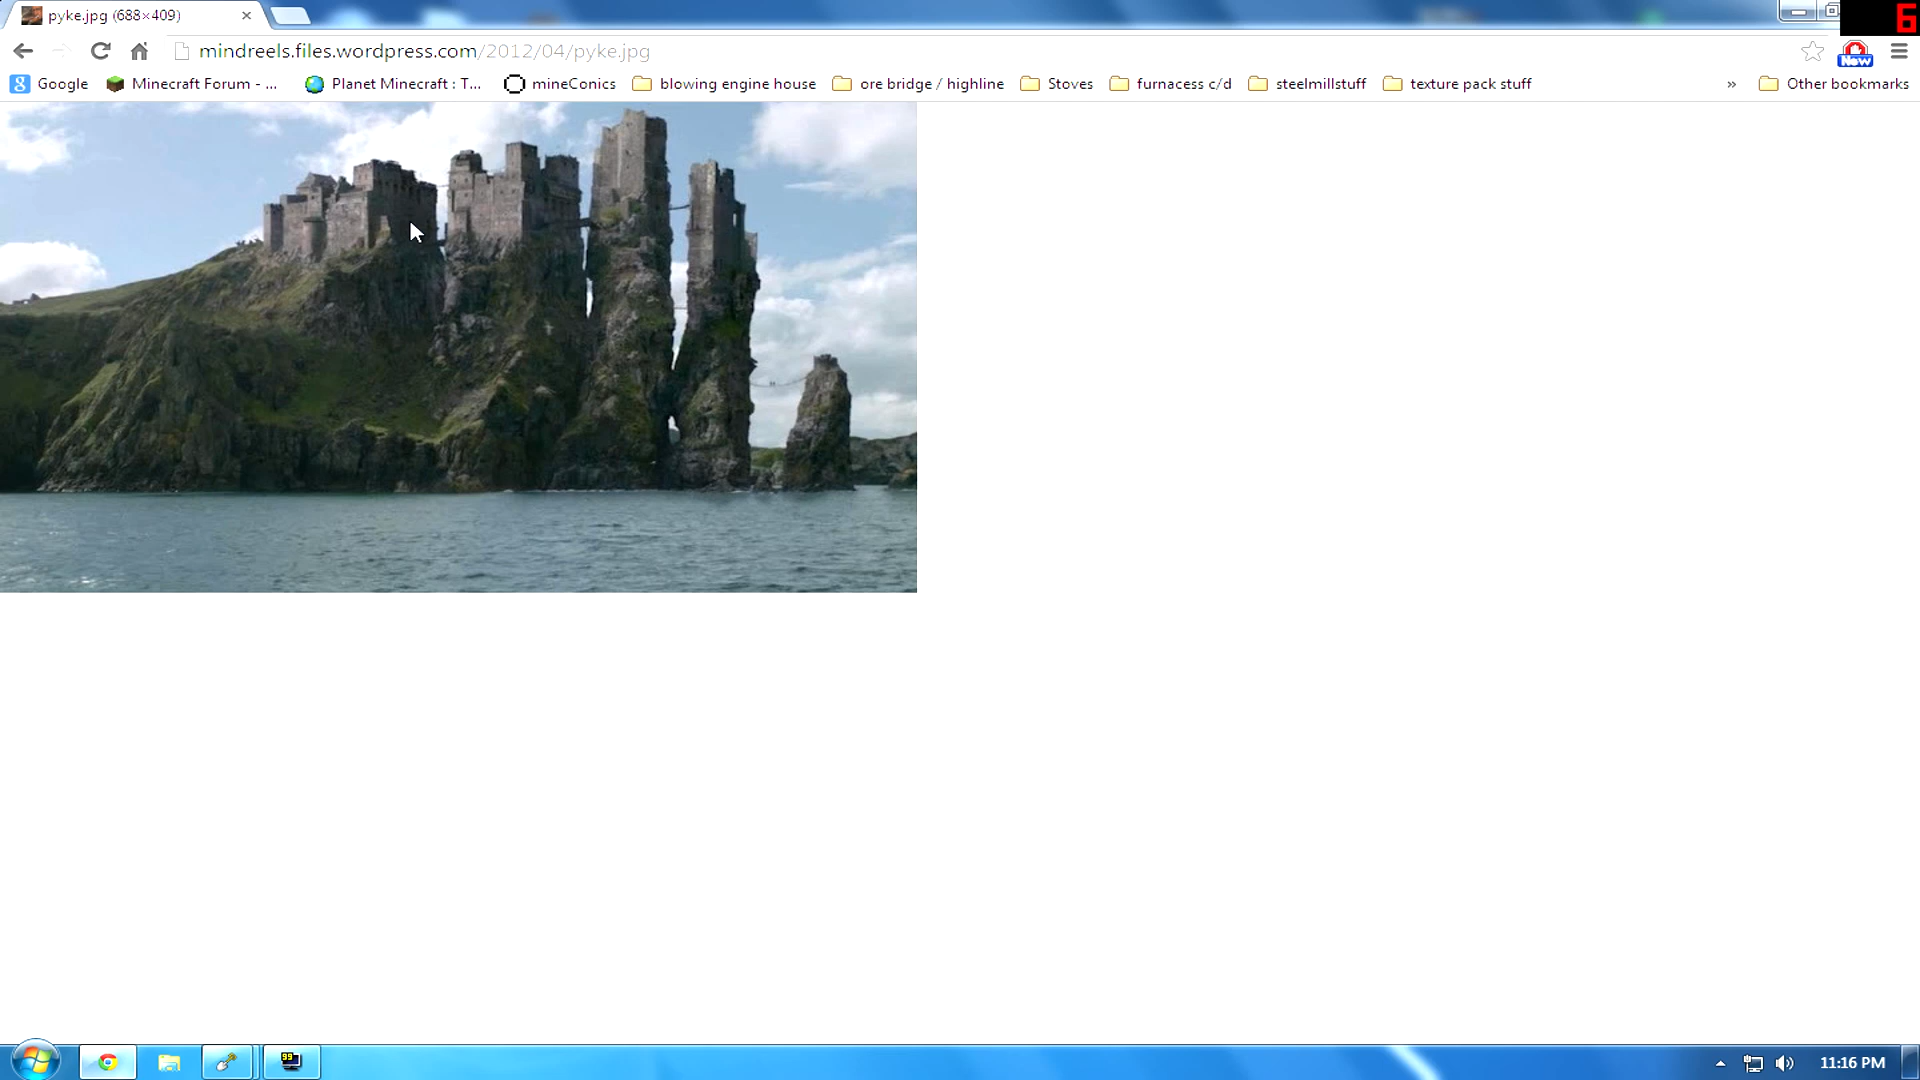 pyke.jpg (688×409)
6
mindreels.files.wordpress.com/2012/04/pyke.jpg
New
Google
Minecraft Forum - ...
Planet Minecraft : T...
mineConics
blowing engine house
ore bridge / highline
Stoves
furnacess c/d
steelmillstuff
texture pack stuff
»
Other bookmarks
99
11:16 PM